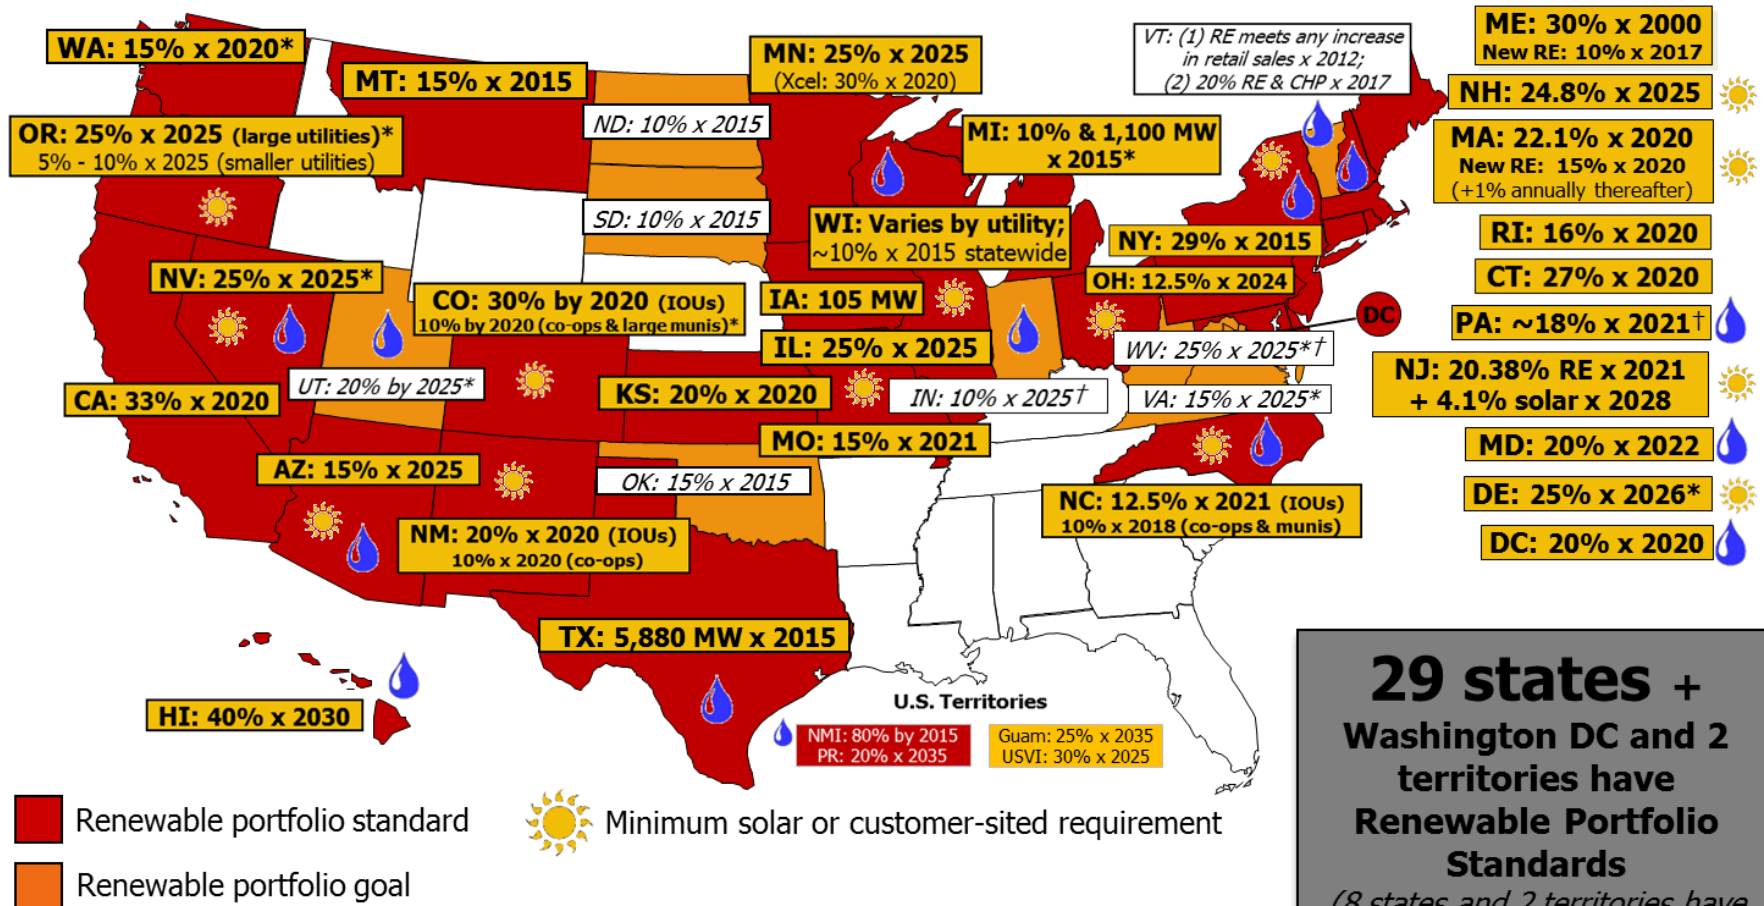 WA: 15% x 2020*
MT: 15% x 2015
MN: 25% x 2025
(Xcel: 30% x 2020)
VT: (1) RE meets any increase
in retail sales x 2012;
(2) 20% RE & CHP x 2017
ME: 30% x 2000
New RE: 10% x 2017
NH: 24.8% x 2025
OR: 25% x 2025 (large utilities)*
5% - 10% x 2025 (smaller utilities)
ND: 10% x 2015
MI: 10% & 1,100 MW
x 2015*
MA: 22.1% x 2020
New RE: 15% x 2020
(+1% annually thereafter)
SD: 10% x 2015
WI: Varies by utility;
~10% x 2015 statewide
NY: 29% x 2015
RI: 16% x 2020
NV: 25% x 2025*
CO: 30% by 2020 (IOUs)
10% by 2020 (co-ops & large munis)*
IA: 105 MW
OH: 12.5% x 2024
CT: 27% x 2020
DC
PA: ~18% x 2021†
IL: 25% x 2025
WV: 25% x 2025*†
UT: 20% by 2025*
CA: 33% x 2020
KS: 20% x 2020
IN: 10% x 2025†
VA: 15% x 2025*
NJ: 20.38% RE x 2021
+ 4.1% solar x 2028
MO: 15% x 2021
MD: 20% x 2022
AZ: 15% x 2025
OK: 15% x 2015
NC: 12.5% x 2021 (IOUs)
10% x 2018 (co-ops & munis)
DE: 25% x 2026*
NM: 20% x 2020 (IOUs)
10% x 2020 (co-ops)
DC: 20% x 2020
TX: 5,880 MW x 2015
HI: 40% x 2030
U.S. Territories
NMI: 80% by 2015
PR: 20% x 2035
Guam: 25% x 2035
USVI: 30% x 2025
29 states +
Washington DC and 2
territories have
Renewable Portfolio
Standards
(8 states and 2 territories have
Renewable portfolio standard
Minimum solar or customer-sited requirement
Renewable portfolio goal